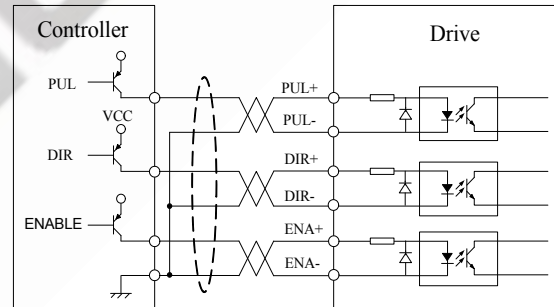 Controller
Drive
PUL
PUL+
PUL-
VCC
DIR
DIR+
DIR-
ENABLE
ENA+
ENA-